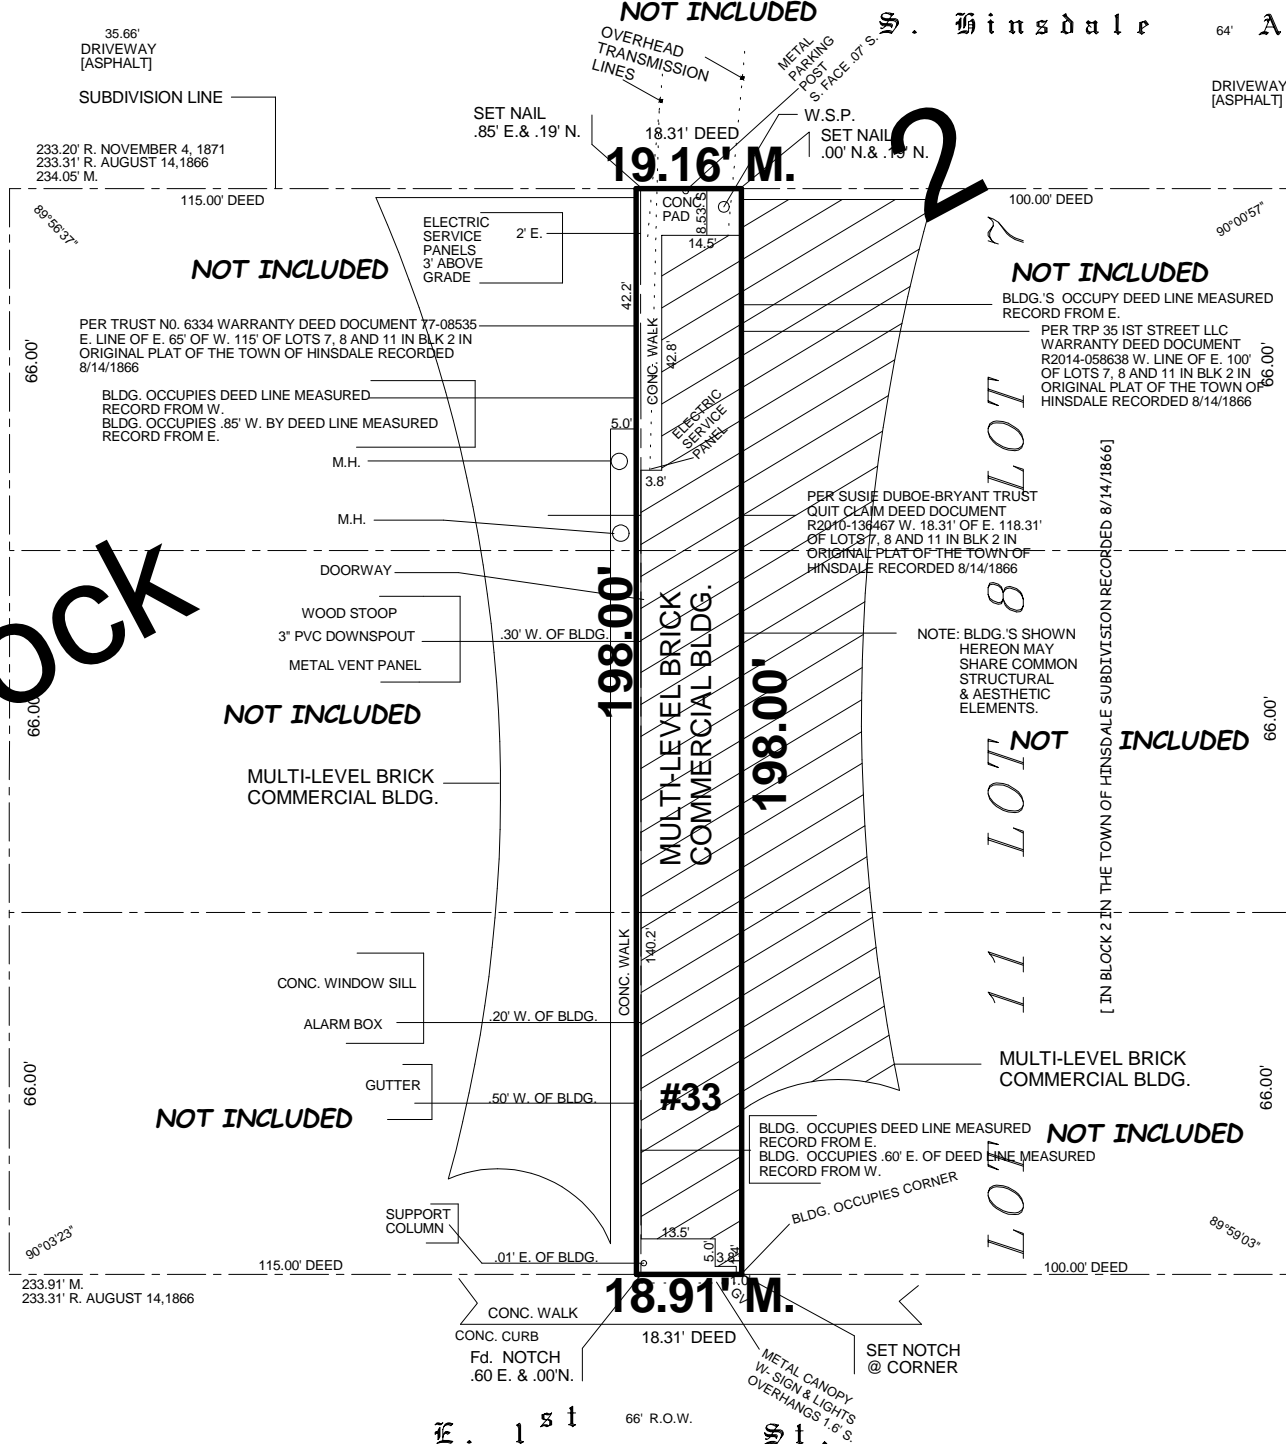 NOT INCLUDED
S. Hinsdale
64'
A
35.66'
DRIVEWAY
[ASPHALT]
SUBDIVISION LINE
OVERHEAD
TRANSMISSION
LINES
METAL
PARKING
POST
S. FACE .07' S.
DRIVEWAY
[ASPHALT]
SET NAIL
.85' E.& .19' N.
18.31' DEED
W.S.P.
SET NAIL
.00' N.& .19' N.
2
19.16' M.
233.20' R. NOVEMBER 4, 1871
233.31' R. AUGUST 14,1866
234.05' M.
115.00' DEED
100.00' DEED
89°56'37"
90°00'57"
CONC.
PAD
8.53' S.
14.5'
ELECTRIC
SERVICE
PANELS
3' ABOVE
GRADE
2' E.
NOT INCLUDED
NOT INCLUDED
BLDG.'S OCCUPY DEED LINE MEASURED
RECORD FROM E.
42.2'
PER TRUST N0. 6334 WARRANTY DEED DOCUMENT 77-08535
E. LINE OF E. 65' OF W. 115' OF LOTS 7, 8 AND 11 IN BLK 2 IN
ORIGINAL PLAT OF THE TOWN OF HINSDALE RECORDED
8/14/1866
PER TRP 35 IST STREET LLC
WARRANTY DEED DOCUMENT
R2014-058638 W. LINE OF E. 100'
OF LOTS 7, 8 AND 11 IN BLK 2 IN
ORIGINAL PLAT OF THE TOWN OF
HINSDALE RECORDED 8/14/1866
66.00'
66.00'
CONC. WALK
42.8'
BLDG. OCCUPIES DEED LINE MEASURED
RECORD FROM W.
BLDG. OCCUPIES .85' W. BY DEED LINE MEASURED
RECORD FROM E.
5.0'
ELECTRIC
SERVICE
PANEL
LOT 7
M.H.
3.8'
M.H.
PER SUSIE DUBOE-BRYANT TRUST
QUIT CLAIM DEED DOCUMENT
R2010-136467 W. 18.31' OF E. 118.31'
OF LOTS 7, 8 AND 11 IN BLK 2 IN
ORIGINAL PLAT OF THE TOWN OF
HINSDALE RECORDED 8/14/1866
ock
DOORWAY
WOOD STOOP
3" PVC DOWNSPOUT
METAL VENT PANEL
.30' W. OF BLDG.
198.00'
MULTI-LEVEL BRICK
COMMERCIAL BLDG.
198.00'
LOT 8
NOTE: BLDG.'S SHOWN
HEREON MAY
SHARE COMMON
STRUCTURAL
& AESTHETIC
ELEMENTS.
[ IN BLOCK 2 IN THE TOWN OF HINSDALE SUBDIVISION RECORDED 8/14/1866]
66.00'
66.00'
NOT INCLUDED
NOT INCLUDED
MULTI-LEVEL BRICK
COMMERCIAL BLDG.
CONC. WALK
140.2'
CONC. WINDOW SILL
ALARM BOX
.20' W. OF BLDG.
LOT 11
GUTTER
.50' W. OF BLDG.
#33
MULTI-LEVEL BRICK
COMMERCIAL BLDG.
66.00'
66.00'
NOT INCLUDED
BLDG. OCCUPIES DEED LINE MEASURED
RECORD FROM E.
BLDG. OCCUPIES .60' E. OF DEED LINE MEASURED
RECORD FROM W.
NOT INCLUDED
BLDG. OCCUPIES CORNER
SUPPORT
COLUMN
.01' E. OF BLDG.
13.5'
5.0'
90°03'23"
89°59'03"
115.00' DEED
100.00' DEED
233.91' M.
233.31' R. AUGUST 14,1866
18.91' M.
CONC. WALK
CONC. CURB
18.31' DEED
Fd. NOTCH
.60 E. & .00'N.
METAL CANOPY
W- SIGN & LIGHTS
OVERHANGS 1.6' S.
SET NOTCH
@ CORNER
E. 1st St.
66' R.O.W.